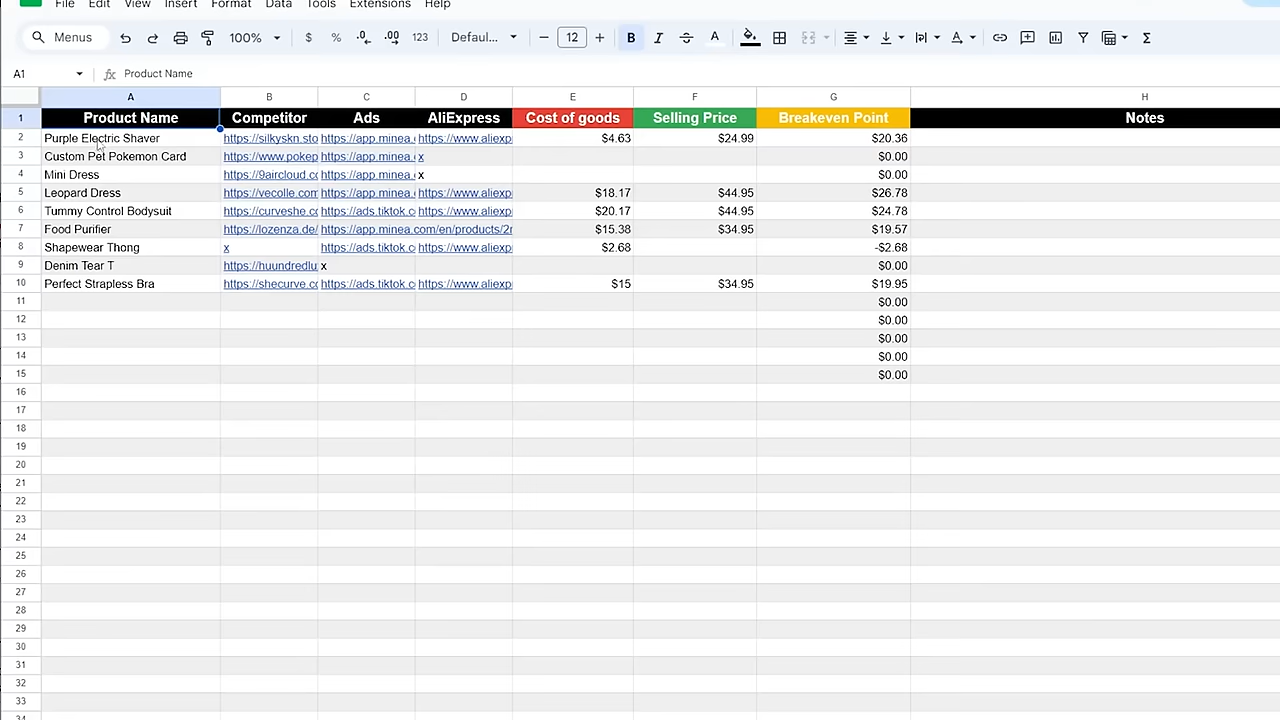 File Edit View Insert Format Data Tools Extensions Help
Menus 100% $ % .0 .00 123 Defaul... 12 B I S A Σ
A1 fx Product Name
A B C D E F G H
1 Product Name Competitor Ads AliExpress Cost of goods Selling Price Breakeven Point Notes
2 Purple Electric Shaver https://silkyskn.sto https://app.minea. https://www.aliexp $4.63 $24.99 $20.36
3 Custom Pet Pokemon Card https://www.pokep https://app.minea. x $0.00
4 Mini Dress https://9aircloud.cc https://app.minea. x $0.00
5 Leopard Dress https://vecolle.com https://app.minea. https://www.aliexp $18.17 $44.95 $26.78
6 Tummy Control Bodysuit https://curveshe.cc https://ads.tiktok.c https://www.aliexp $20.17 $44.95 $24.78
7 Food Purifier https://lozenza.de/ https://app.minea.com/en/products/2r $15.38 $34.95 $19.57
8 Shapewear Thong x https://ads.tiktok.c https://www.aliexp $2.68 -$2.68
9 Denim Tear T https://huundredlu x $0.00
10 Perfect Strapless Bra https://shecurve.cc https://ads.tiktok.c https://www.aliexp $15 $34.95 $19.95
11 $0.00
12 $0.00
13 $0.00
14 $0.00
15 $0.00
16
17
18
19
20
21
22
23
24
25
26
27
28
29
30
31
32
33
34